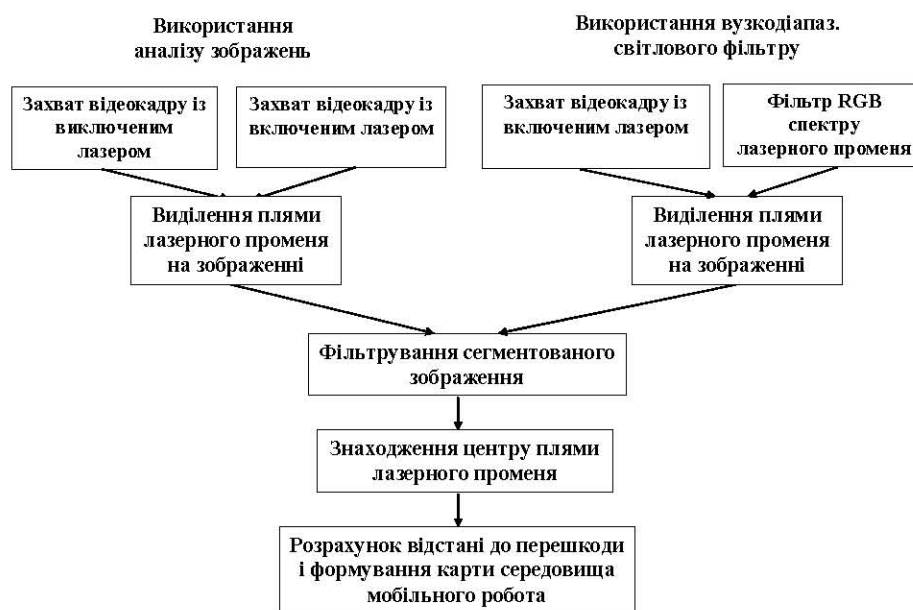 Використання
аналізу зображень
Використання вузкодіапаз.
світлового фільтру
Захват відеокадру із
виключеним
лазером
Захват відеокадру із
включеним лазером
Захват відеокадру із
включеним лазером
Фільтр RGB
спектру
лазерного променя
Виділення плями
лазерного променя
на зображенні
Виділення плями
лазерного променя
на зображенні
Фільтрування сегментованого
зображення
Знаходження центру плями
лазерного променя
Розрахунок відстані до перешкоди
і формування карти середовища
мобільного робота